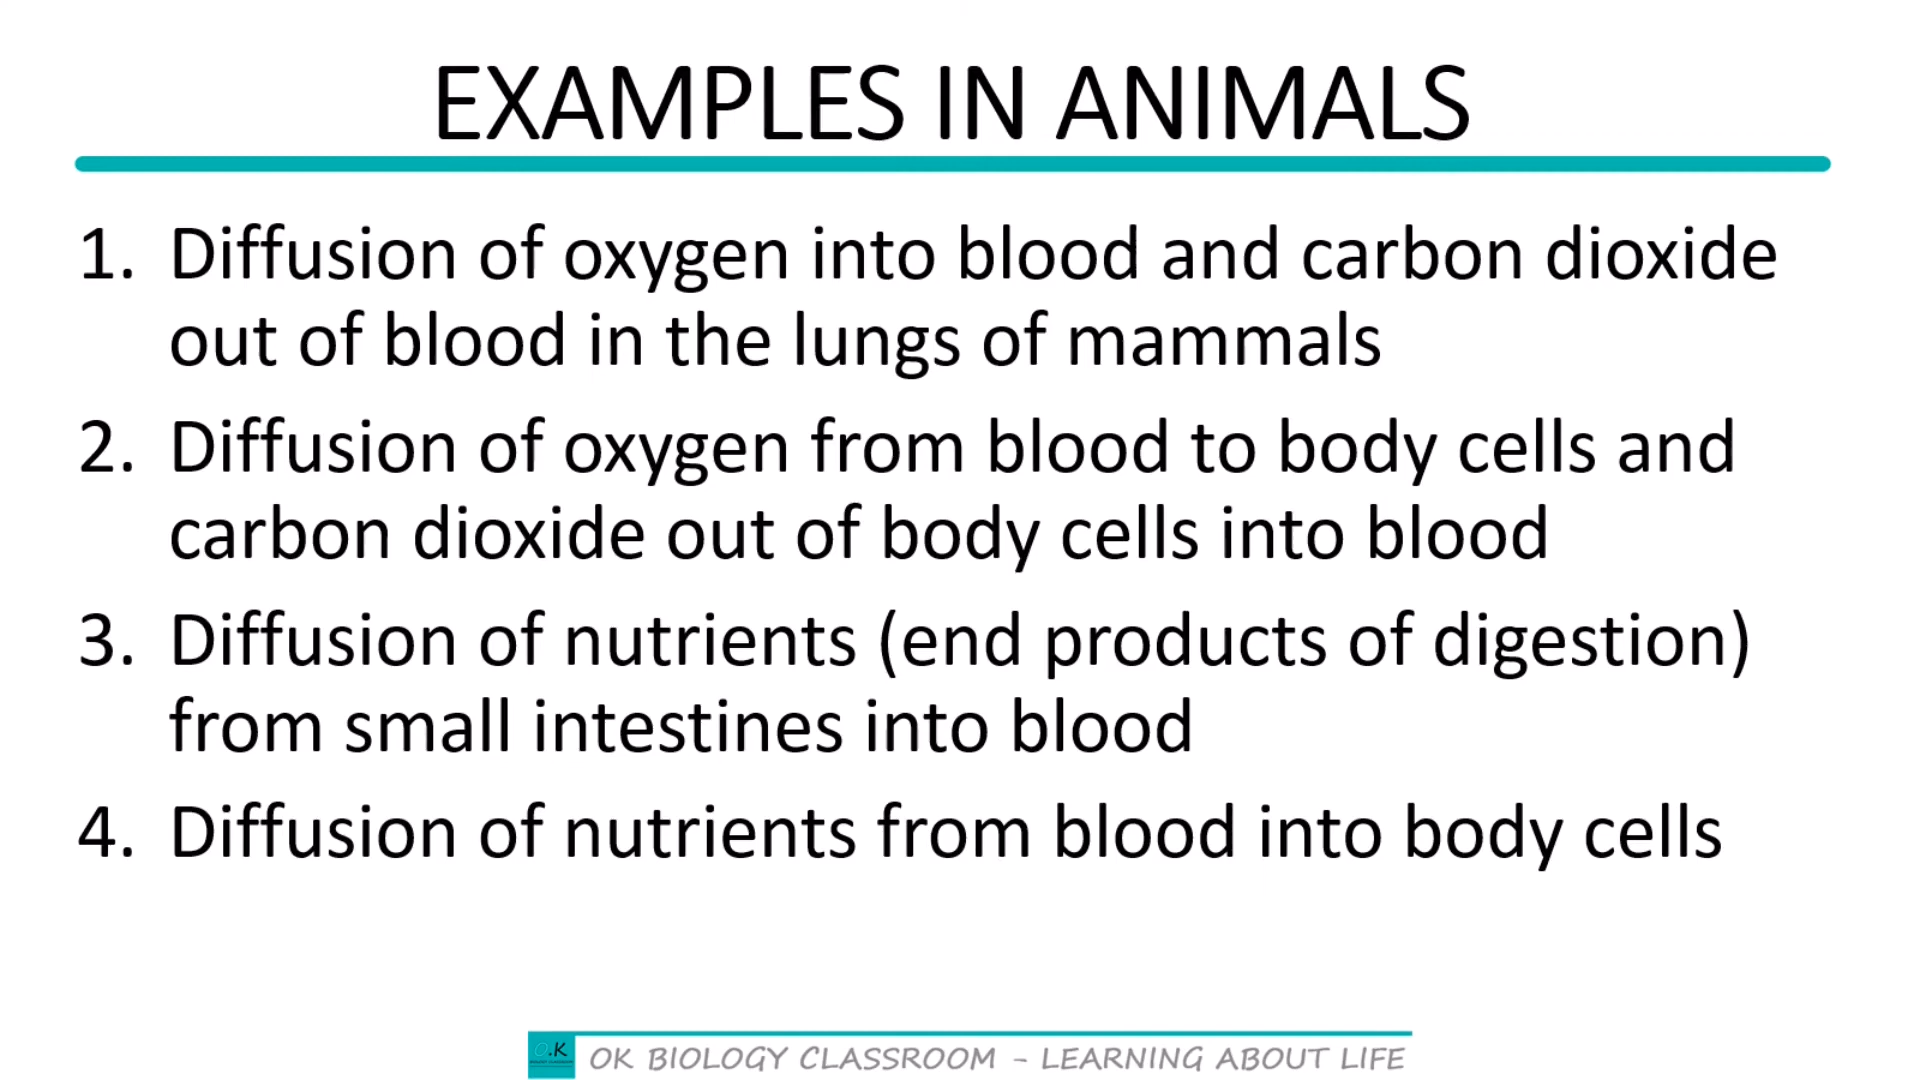 EXAMPLES IN ANIMALS
1. Diffusion of oxygen into blood and carbon dioxide
out of blood in the lungs of mammals
2. Diffusion of oxygen from blood to body cells and
carbon dioxide out of body cells into blood
3. Diffusion of nutrients (end products of digestion)
from small intestines into blood
4. Diffusion of nutrients from blood into body cells
O.K
OK BIOLOGY CLASSROOM – LEARNING ABOUT LIFE